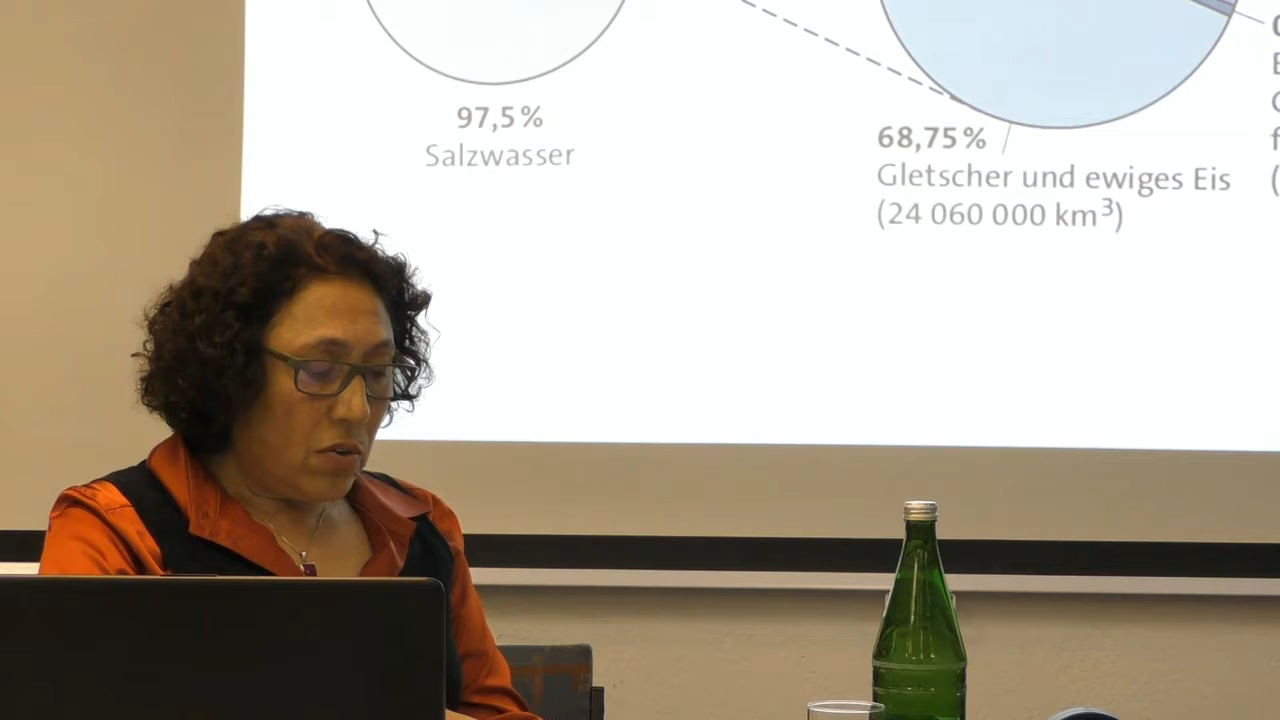 97,5%
Salzwasser
68,75%
Gletscher und ewiges Eis
(24 060 000 km³)